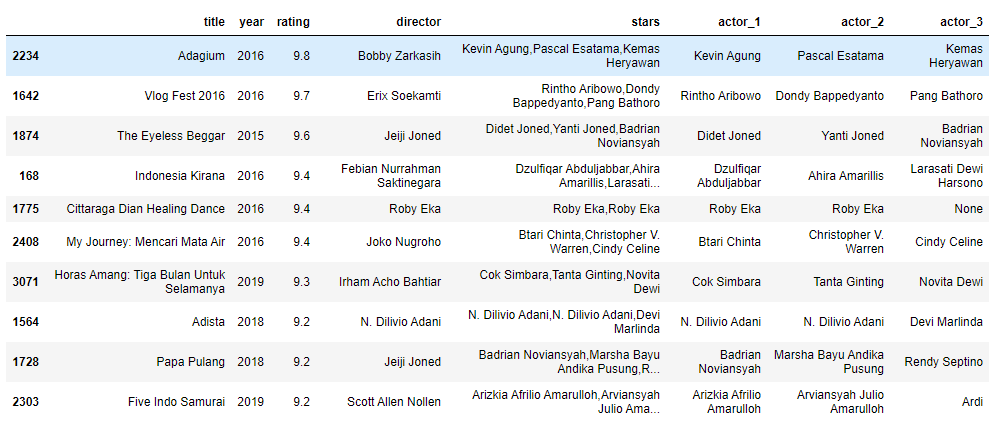 title year rating director stars actor_1 actor_2 actor_3
2234 Adagium 2016 9.8 Bobby Zarkasih Kevin Agung,Pascal Esatama,Kemas Heryawan Kevin Agung Pascal Esatama Kemas Heryawan
1642 Vlog Fest 2016 2016 9.7 Erix Soekamti Rintho Aribowo,Dondy Bappedyanto,Pang Bathoro Rintho Aribowo Dondy Bappedyanto Pang Bathoro
1874 The Eyeless Beggar 2015 9.6 Jeiji Joned Didet Joned,Yanti Joned,Badrian Noviansyah Didet Joned Yanti Joned Badrian Noviansyah
168 Indonesia Kirana 2016 9.4 Febian Nurrahman Saktinegara Dzulfiqar Abduljabbar,Ahira Amarillis,Larasati... Dzulfiqar Abduljabbar Ahira Amarillis Larasati Dewi Harsono
1775 Cittaraga Dian Healing Dance 2016 9.4 Roby Eka Roby Eka,Roby Eka Roby Eka Roby Eka None
2408 My Journey: Mencari Mata Air 2016 9.4 Joko Nugroho Btari Chinta,Christopher V. Warren,Cindy Celine Btari Chinta Christopher V. Warren Cindy Celine
3071 Horas Amang: Tiga Bulan Untuk Selamanya 2019 9.3 Irham Acho Bahtiar Cok Simbara,Tanta Ginting,Novita Dewi Cok Simbara Tanta Ginting Novita Dewi
1564 Adista 2018 9.2 N. Dilivio Adani N. Dilivio Adani,N. Dilivio Adani,Devi Marlinda N. Dilivio Adani N. Dilivio Adani Devi Marlinda
1728 Papa Pulang 2018 9.2 Jeiji Joned Badrian Noviansyah,Marsha Bayu Andika Pusung,R... Badrian Noviansyah Marsha Bayu Andika Pusung Rendy Septino
2303 Five Indo Samurai 2019 9.2 Scott Allen Nollen Arizkia Afrilio Amarulloh,Arviansyah Julio Ama... Arizkia Afrilio Amarulloh Arviansyah Julio Amarulloh Ardi